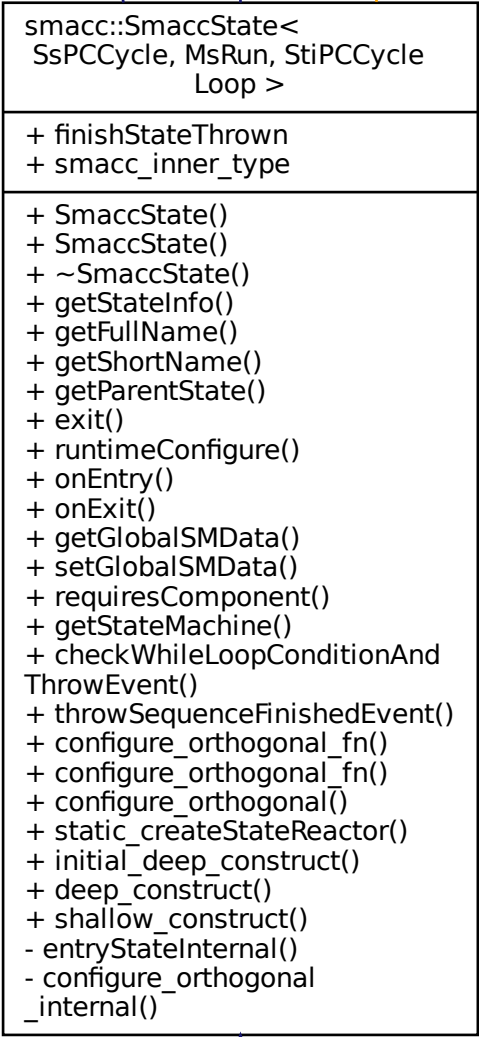 smacc::SmaccState<
SsPCCycle, MsRun, StiPCCycle
Loop >
+ finishStateThrown
+ smacc_inner_type
+ SmaccState()
+ SmaccState()
+ ~SmaccState()
+ getStateInfo()
+ getFullName()
+ getShortName()
+ getParentState()
+ exit()
+ runtimeConfigure()
+ onEntry()
+ onExit()
+ getGlobalSMData()
+ setGlobalSMData()
+ requiresComponent()
+ getStateMachine()
+ checkWhileLoopConditionAnd
ThrowEvent()
+ throwSequenceFinishedEvent()
+ configure_orthogonal_fn()
+ configure_orthogonal_fn()
+ configure_orthogonal()
+ static_createStateReactor()
+ initial_deep_construct()
+ deep_construct()
+ shallow_construct()
- entryStateInternal()
- configure_orthogonal
_internal()